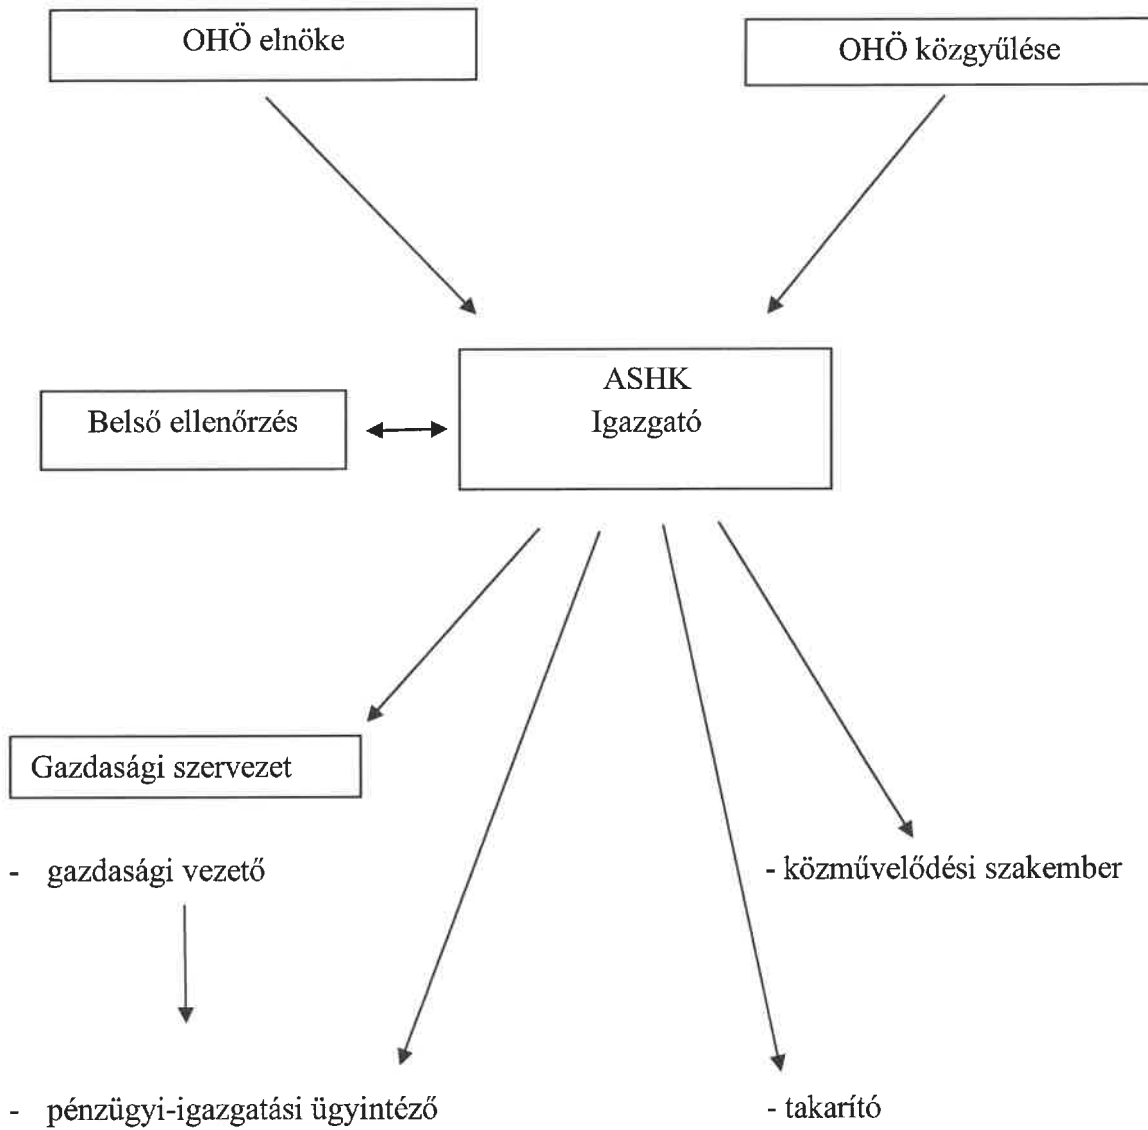 OHÖ elnöke
OHÖ közgyűlése
ASHK
Igazgató
Belső ellenőrzés
Gazdasági szervezet
- gazdasági vezető
- közművelődési szakember
- pénzügyi-igazgatási ügyintéző
- takarító